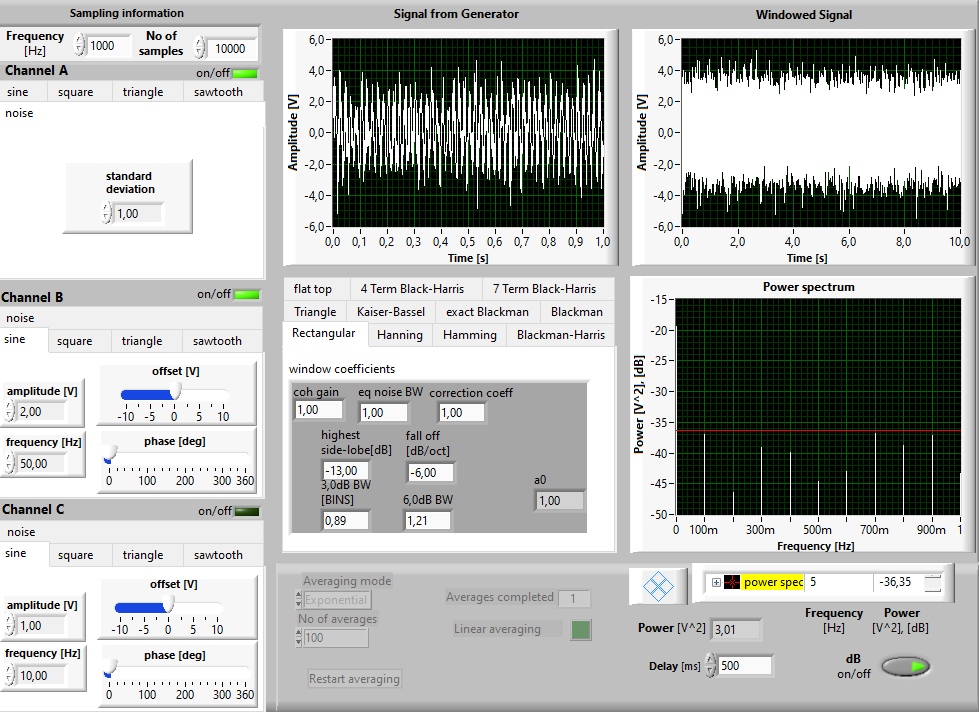 Sampling information
Frequency [Hz] 1000 No of samples 10000
Channel A on/off
sine square triangle sawtooth
noise
standard
deviation
1,00
Channel B on/off
noise
sine square triangle sawtooth
offset [V]
amplitude [V]
2,00
-10 -5 0 5 10
frequency [Hz]
50,00
phase [deg]
0 100 200 300 360
Channel C on/off
noise
sine square triangle sawtooth
offset [V]
amplitude [V]
1,00
-10 -5 0 5 10
frequency [Hz]
10,00
phase [deg]
0 100 200 300 360
Signal from Generator
Amplitude [V]
6,0
4,0
2,0
0,0
-2,0
-4,0
-6,0
0,0 0,1 0,2 0,3 0,4 0,5 0,6 0,7 0,8 0,9 1,0
Time [s]
Windowed Signal
Amplitude [V]
6,0
4,0
2,0
0,0
-2,0
-4,0
-6,0
0,0 2,0 4,0 6,0 8,0 10,0
Time [s]
flat top 4 Term Black-Harris 7 Term Black-Harris
Triangle Kaiser-Bassel exact Blackman Blackman
Rectangular Hanning Hamming Blackman-Harris
window coefficients
coh gain eq noise BW correction coeff
1,00 1,00 1,00
highest
side-lobe[dB]
-13,00
fall off
[dB/oct]
-6,00
3,0dB BW
[BINS]
0,89
6,0dB BW
1,21
a0
1,00
Power spectrum
Power [V^2], [dB]
-15
-20
-25
-30
-35
-40
-45
-50
0 100m 300m 500m 700m 900m 1
Frequency [Hz]
Averaging mode
Exponential
No of averages
100
Restart averaging
Averages completed 1
Linear averaging
power spec 5 -36,35
Frequency
[Hz]
Power
[V^2], [dB]
Power [V^2] 3,01
Delay [ms] 500
dB
on/off